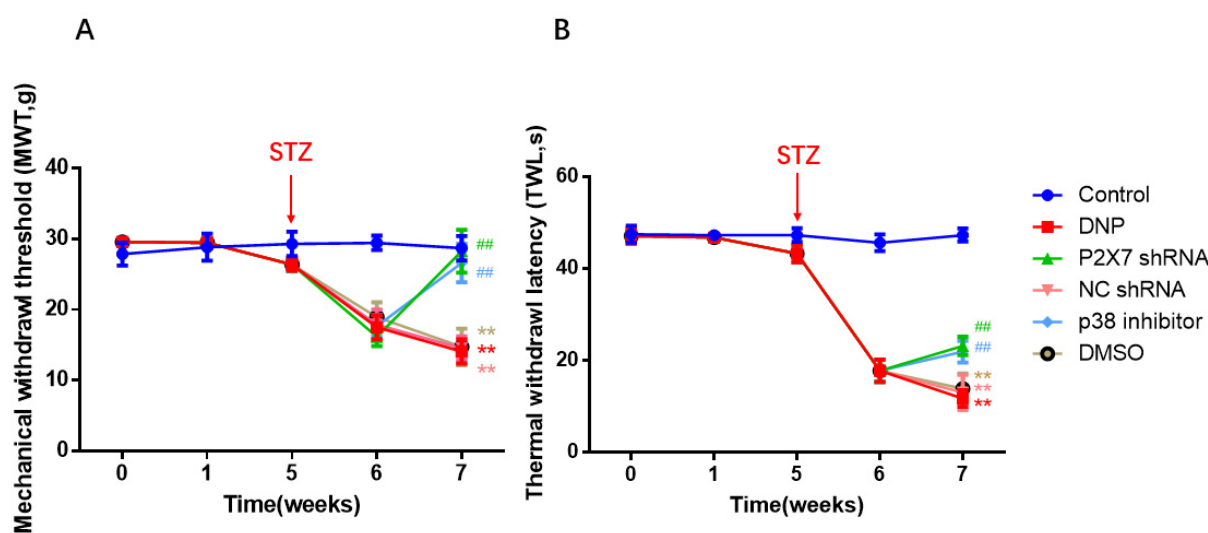 A
Mechanical withdrawl threshold (MWT,g)
40
30
20
10
0
STZ
##
##
**
**
**
0 1 5 6 7
Time(weeks)
B
Thermal withdrawl latency (TWL,s)
60
40
20
0
STZ
##
##
**
**
**
0 1 5 6 7
Time(weeks)
Control
DNP
P2X7 shRNA
NC shRNA
p38 inhibitor
DMSO